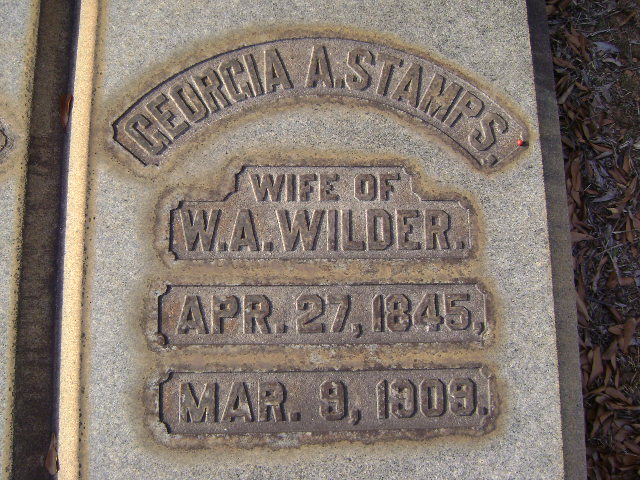 GEORGIA A. STAMPS.
WIFE OF
W.A. WILDER.
APR. 27, 1845,
MAR. 9, 1909.